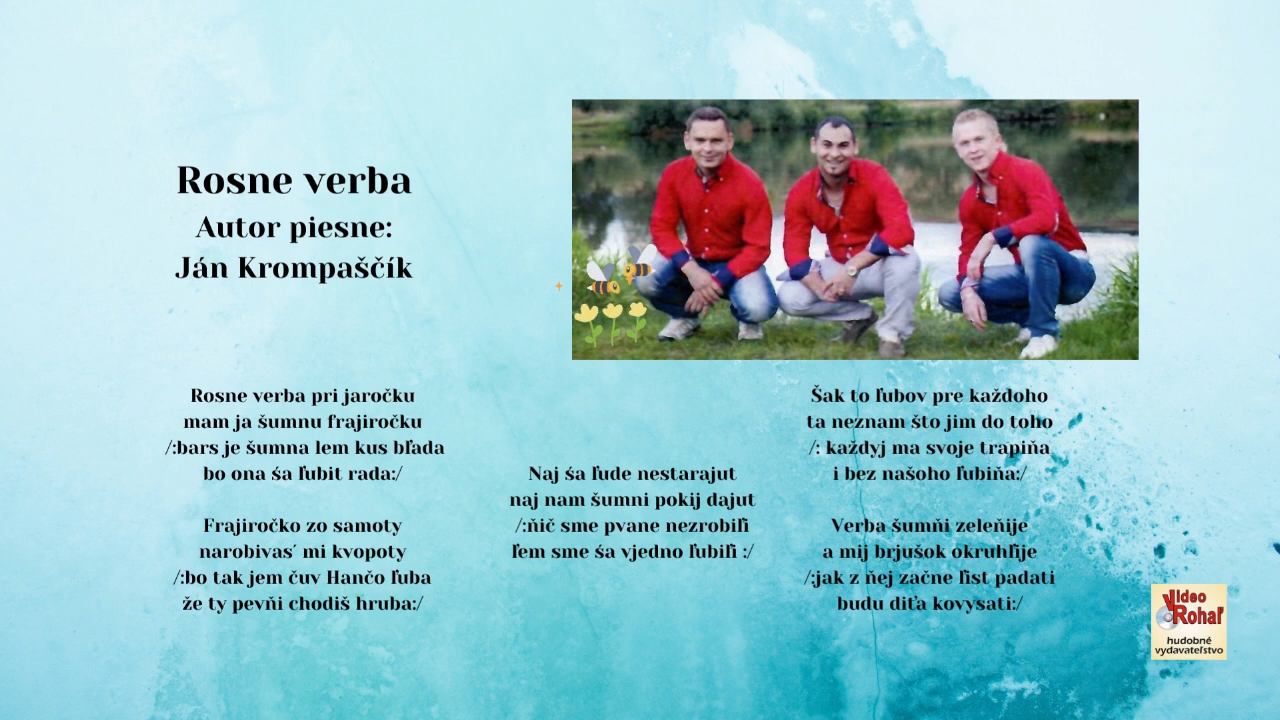 Rosne verba
Autor piesne:
Ján Krompaščík
Rosne verba pri jaročku
mam ja šumnu frajiročku
/:bars je šumna lem kus bľada
bo ona śa ľubit rada:/
Frajiročko zo samoty
narobivas´ mi kvopoty
/:bo tak jem čuv Hančo ľuba
že ty pevňi chodiš hruba:/
Naj śa ľude nestarajut
naj nam šumni pokij dajut
/:ňič sme pvane nezrobiľi
ľem sme śa vjedno ľubiľi :/
Šak to ľubov pre každoho
ta neznam što jim do toho
/: každyj ma svoje trapiňa
i bez našoho ľubiňa:/
Verba šumňi zeleňije
a mij brjušok okruhľije
/:jak z ňej začne ľist padati
budu diťa kovysati:/
Video
Rohaľ
hudobné
vydavateľstvo